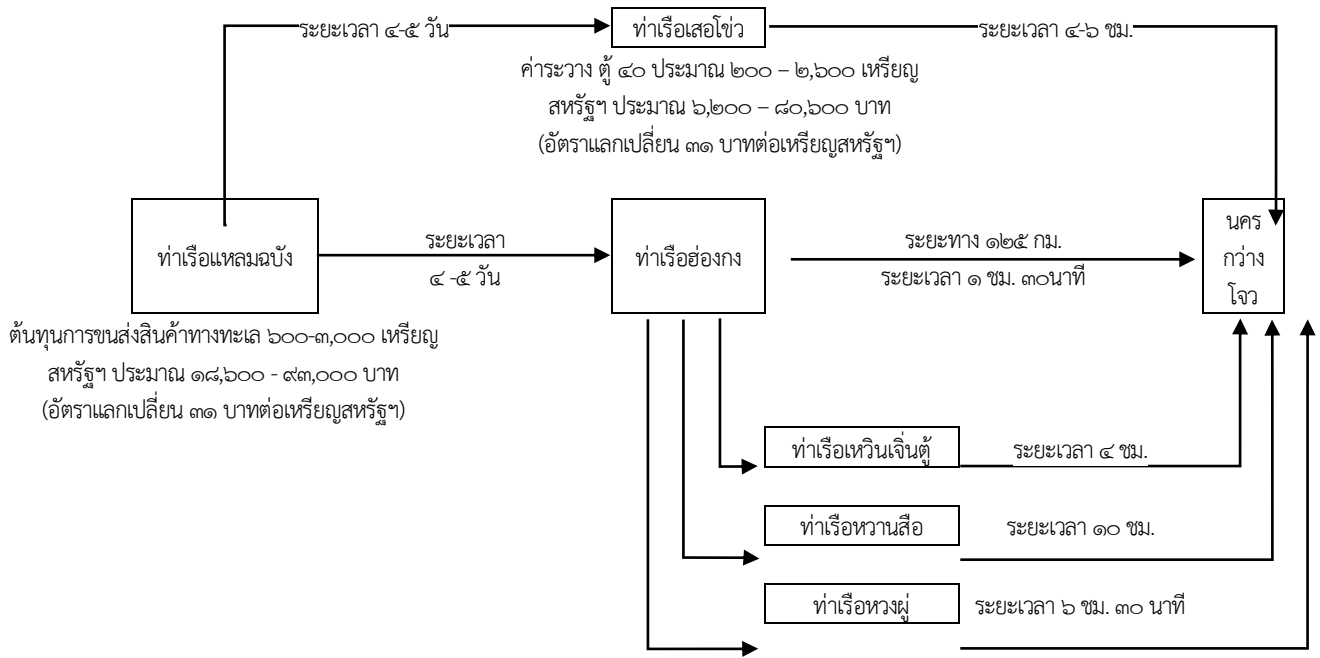 ระยะเวลา ๔-๕ วัน
ท่าเรือเสอโข่ว
ระยะเวลา ๔-๖ ชม.
ค่าระวาง ตู้ ๔๐ ประมาณ ๒๐๐ – ๒,๖๐๐ เหรียญ
สหรัฐฯ ประมาณ ๖,๒๐๐ – ๘๐,๖๐๐ บาท
(อัตราแลกเปลี่ยน ๓๑ บาทต่อเหรียญสหรัฐฯ)
ท่าเรือแหลมฉบัง
ระยะเวลา
๔ -๕ วัน
ท่าเรือฮ่องกง
ระยะทาง ๑๒๕ กม.
ระยะเวลา ๑ ชม. ๓๐นาที
นคร
กว่าง
โจว
ต้นทุนการขนส่งสินค้าทางทะเล ๖๐๐-๓,๐๐๐ เหรียญ
สหรัฐฯ ประมาณ ๑๘,๖๐๐ - ๙๓,๐๐๐ บาท
(อัตราแลกเปลี่ยน ๓๑ บาทต่อเหรียญสหรัฐฯ)
ท่าเรือเหวินเจิ่นตู้
ระยะเวลา ๔ ชม.
ท่าเรือหวานสือ
ระยะเวลา ๑๐ ชม.
ท่าเรือหวงผู่
ระยะเวลา ๖ ชม. ๓๐ นาที